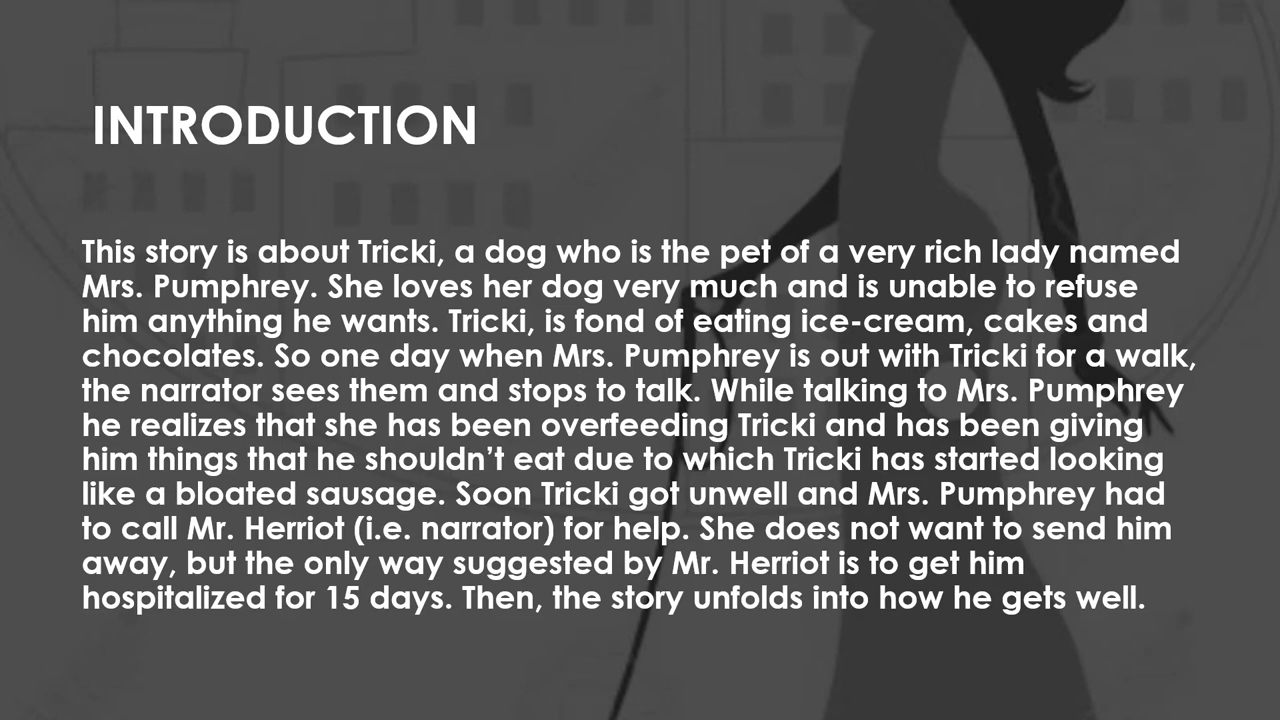 INTRODUCTION
This story is about Tricki, a dog who is the pet of a very rich lady named
Mrs. Pumphrey. She loves her dog very much and is unable to refuse
him anything he wants. Tricki, is fond of eating ice-cream, cakes and
chocolates. So one day when Mrs. Pumphrey is out with Tricki for a walk,
the narrator sees them and stops to talk. While talking to Mrs. Pumphrey
he realizes that she has been overfeeding Tricki and has been giving
him things that he shouldn’t eat due to which Tricki has started looking
like a bloated sausage. Soon Tricki got unwell and Mrs. Pumphrey had
to call Mr. Herriot (i.e. narrator) for help. She does not want to send him
away, but the only way suggested by Mr. Herriot is to get him
hospitalized for 15 days. Then, the story unfolds into how he gets well.